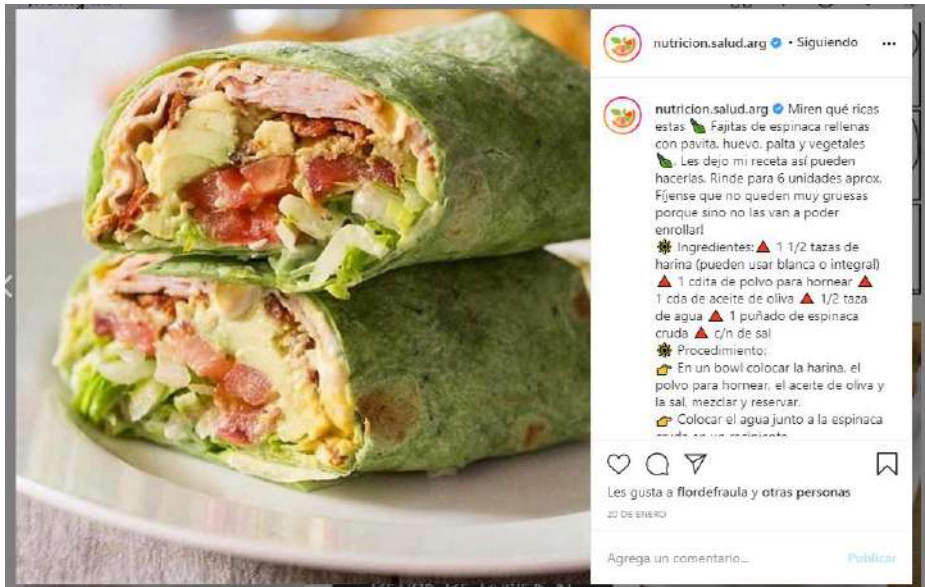 nutricion.salud.arg • Siguiendo •••
nutricion.salud.arg Miren qué ricas
estas Fajitas de espinaca rellenas
con pavita, huevo, palta y vegetales
. Les dejo mi receta así pueden
hacerlas. Rinde para 6 unidades aprox.
Fíjense que no queden muy gruesas
porque sino no las van a poder
enrollar!
Ingredientes: 1 1/2 tazas de
harina (pueden usar blanca o integral)
1 cdita de polvo para hornear
1 cda de aceite de oliva 1/2 taza
de agua 1 puñado de espinaca
cruda c/n de sal
Procedimiento:
En un bowl colocar la harina, el
polvo para hornear, el aceite de oliva y
la sal, mezclar y reservar.
Colocar el agua junto a la espinaca
Les gusta a flordefraula y otras personas
20 DE ENERO
Agrega un comentario... Publicar